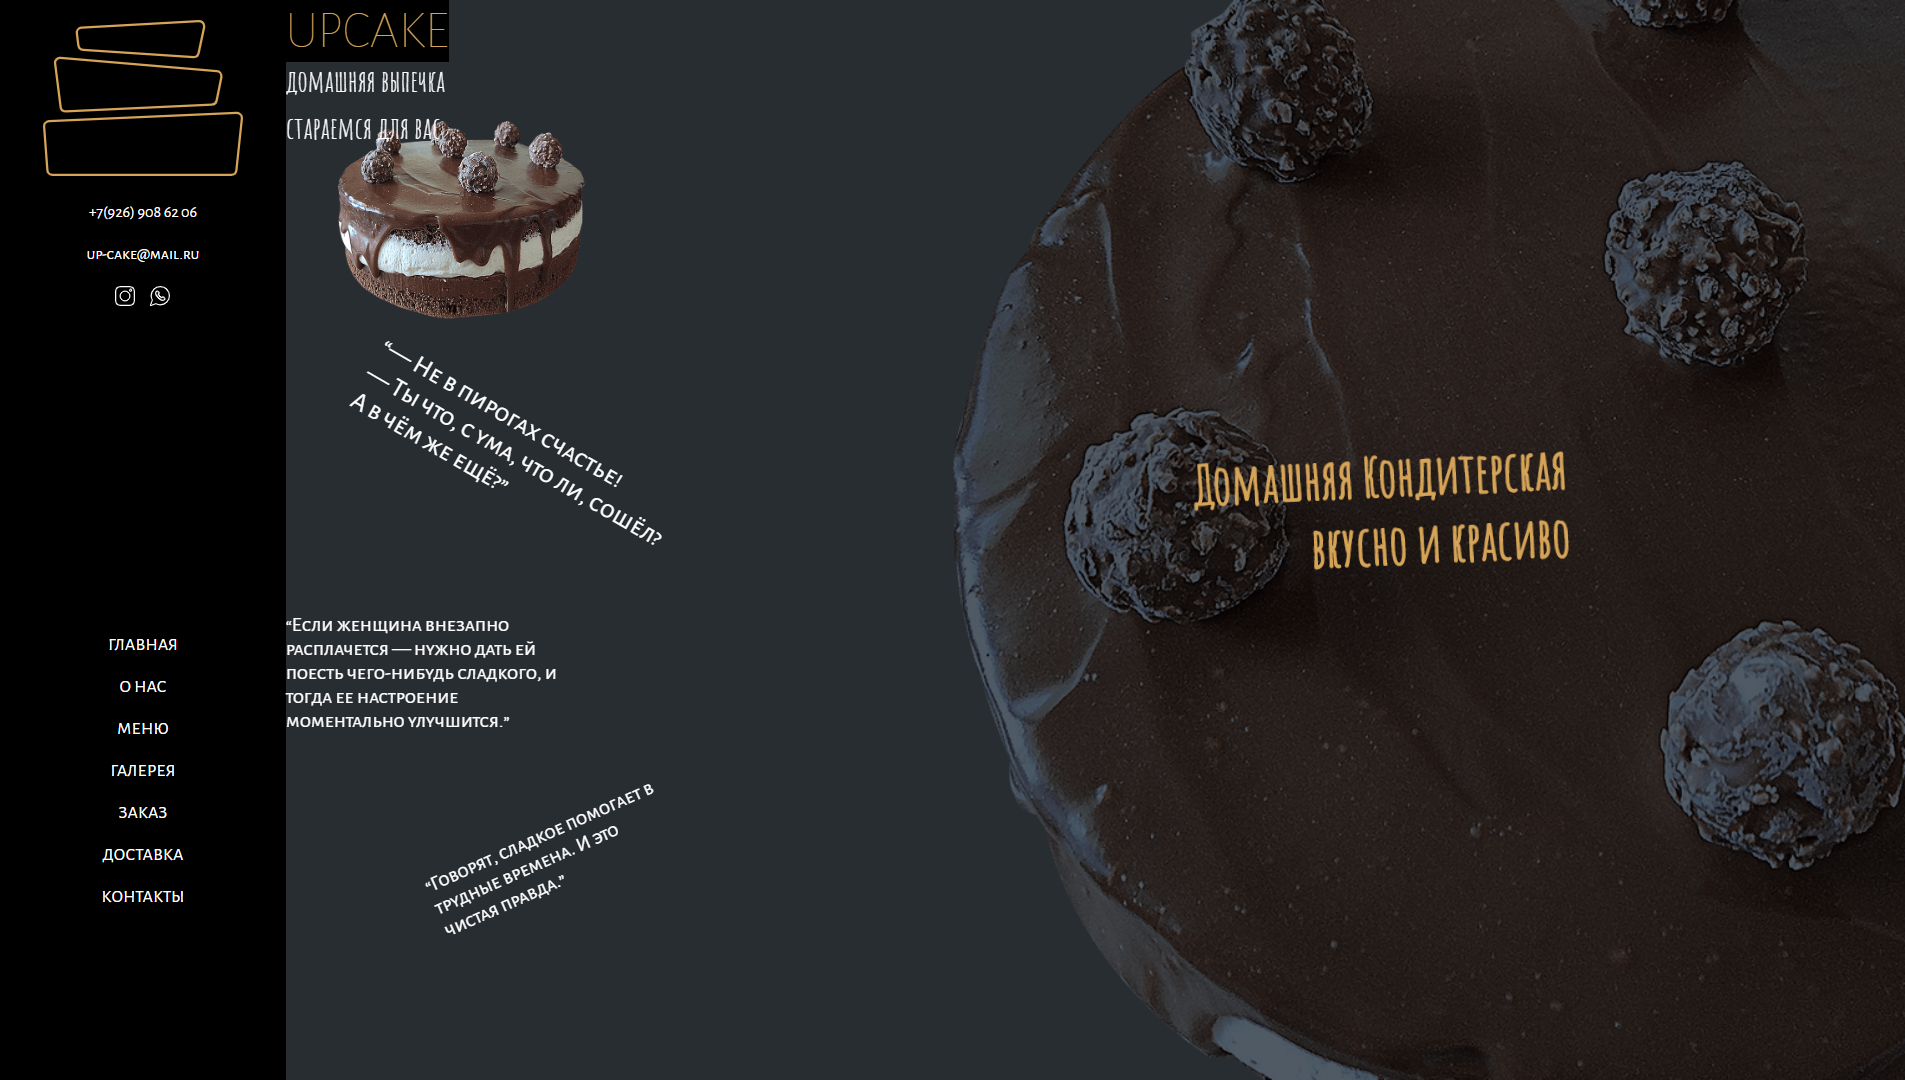 +7(926) 908 62 06
UP-CAKE@MAIL.RU
ГЛАВНАЯ
О НАС
МЕНЮ
ГАЛЕРЕЯ
ЗАКАЗ
ДОСТАВКА
КОНТАКТЫ
UPCAKE
ДОМАШНЯЯ ВЫПЕЧКА
СТАРАЕМСЯ ДЛЯ ВАС
“— Не в пирогах счастье!
— Ты что, с ума, что ли, сошёл?
А в чём же ещё?”
“Если женщина внезапно
расплачется — нужно дать ей
поесть чего-нибудь сладкого, и
тогда ее настроение
моментально улучшится.”
“Говорят, сладкое помогает в
трудные времена. И это
чистая правда.”
Домашняя Кондитерская
вкусно и красиво